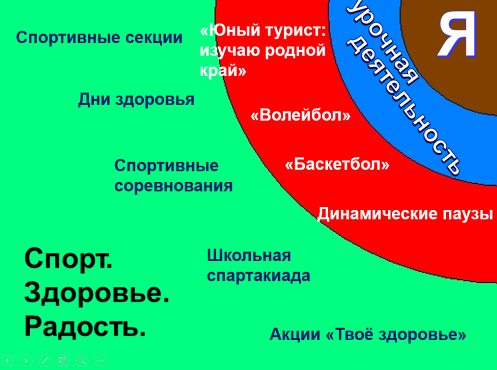 Я
урочная
деятельность
«Юный турист:
изучаю родной
край»
«Волейбол»
«Баскетбол»
Динамические паузы
Спортивные секции
Дни здоровья
Спортивные
соревнования
Школьная
спартакиада
Акции «Твоё здоровье»
Спорт.
Здоровье.
Радость.